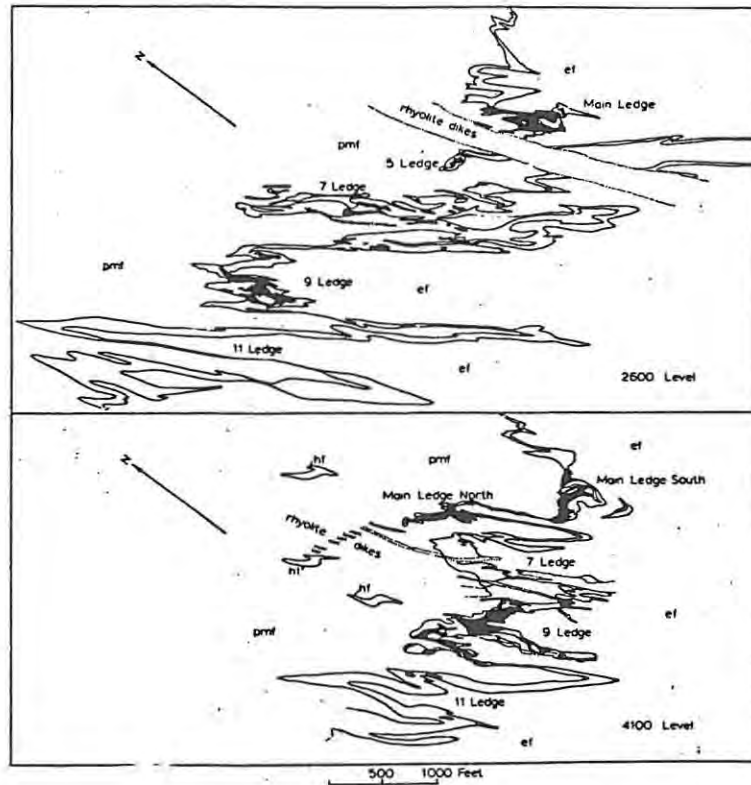 N
ef
Main Ledge
rhyolite dikes
pmf
5 Ledge
7 Ledge
pmf
9 Ledge
ef
11 Ledge
ef
2600 Level
N
hf
pmf
ef
Main Ledge North
Main Ledge South
rhyolite
dikes
hf
7 Ledge
hf
ef
pmf
9 Ledge
11 Ledge
4100 Level
ef
500 1000 Feet